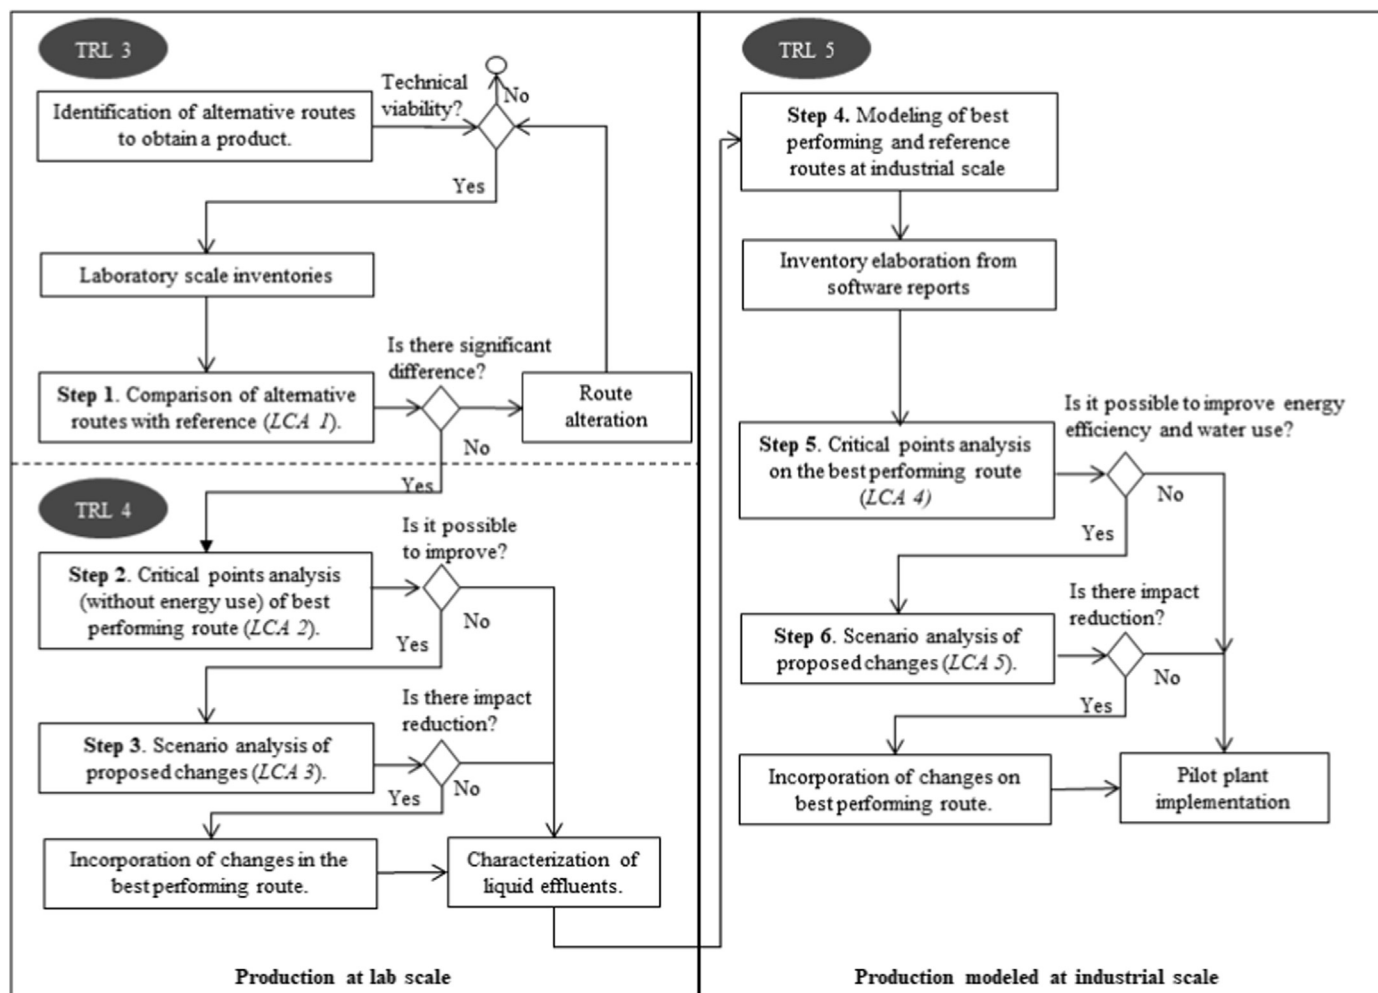 TRL 3
Technical
viability?
No
Identification of alternative routes
to obtain a product.
Yes
Laboratory scale inventories
Is there significant
difference?
Step 1. Comparison of alternative
routes with reference (LCA 1).
Route
alteration
No
Yes
TRL 4
Is it possible
to improve?
Step 2. Critical points analysis
(without energy use) of best
performing route (LCA 2).
No
Yes
Is there impact
reduction?
Step 3. Scenario analysis of
proposed changes (LCA 3).
No
Yes
Incorporation of changes in the
best performing route.
Characterization of
liquid effluents.
Production at lab scale
TRL 5
Step 4. Modeling of best
performing and reference
routes at industrial scale
Inventory elaboration from
software reports
Is it possible to improve energy
efficiency and water use?
Step 5. Critical points analysis
on the best performing route
(LCA 4)
No
Yes
Is there impact
reduction?
Step 6. Scenario analysis of
proposed changes (LCA 5).
No
Yes
Incorporation of changes on
best performing route.
Pilot plant
implementation
Production modeled at industrial scale